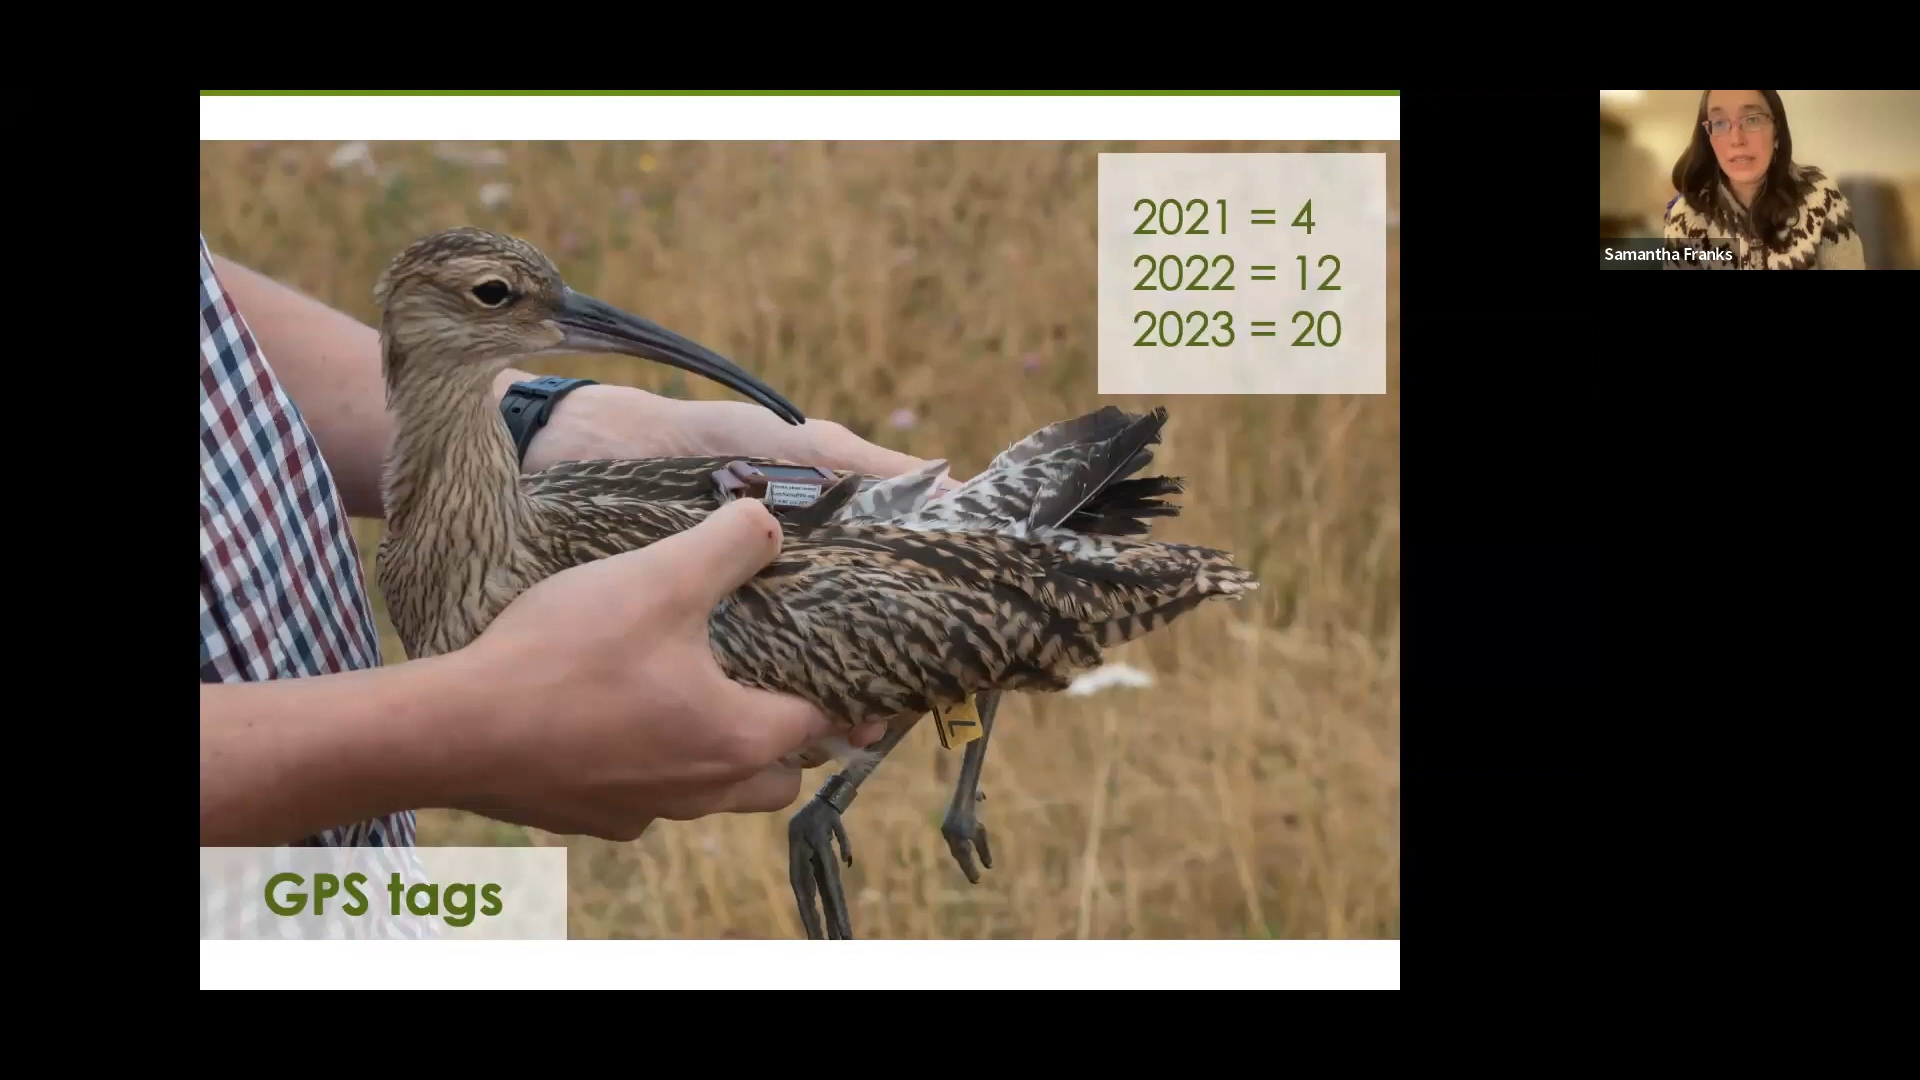 2021 = 4
2022 = 12
2023 = 20
Samantha Franks
GPS tags